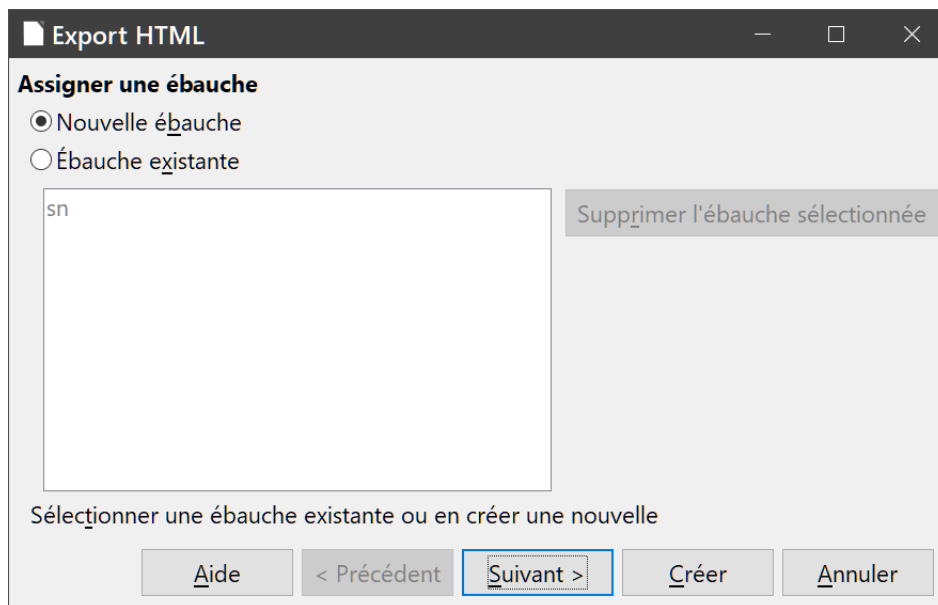 Export HTML
Assigner une ébauche
Nouvelle ébauche
Ébauche existante
sn
Supprimer l'ébauche sélectionnée
Sélectionner une ébauche existante ou en créer une nouvelle
Aide < Précédent Suivant > Créer Annuler